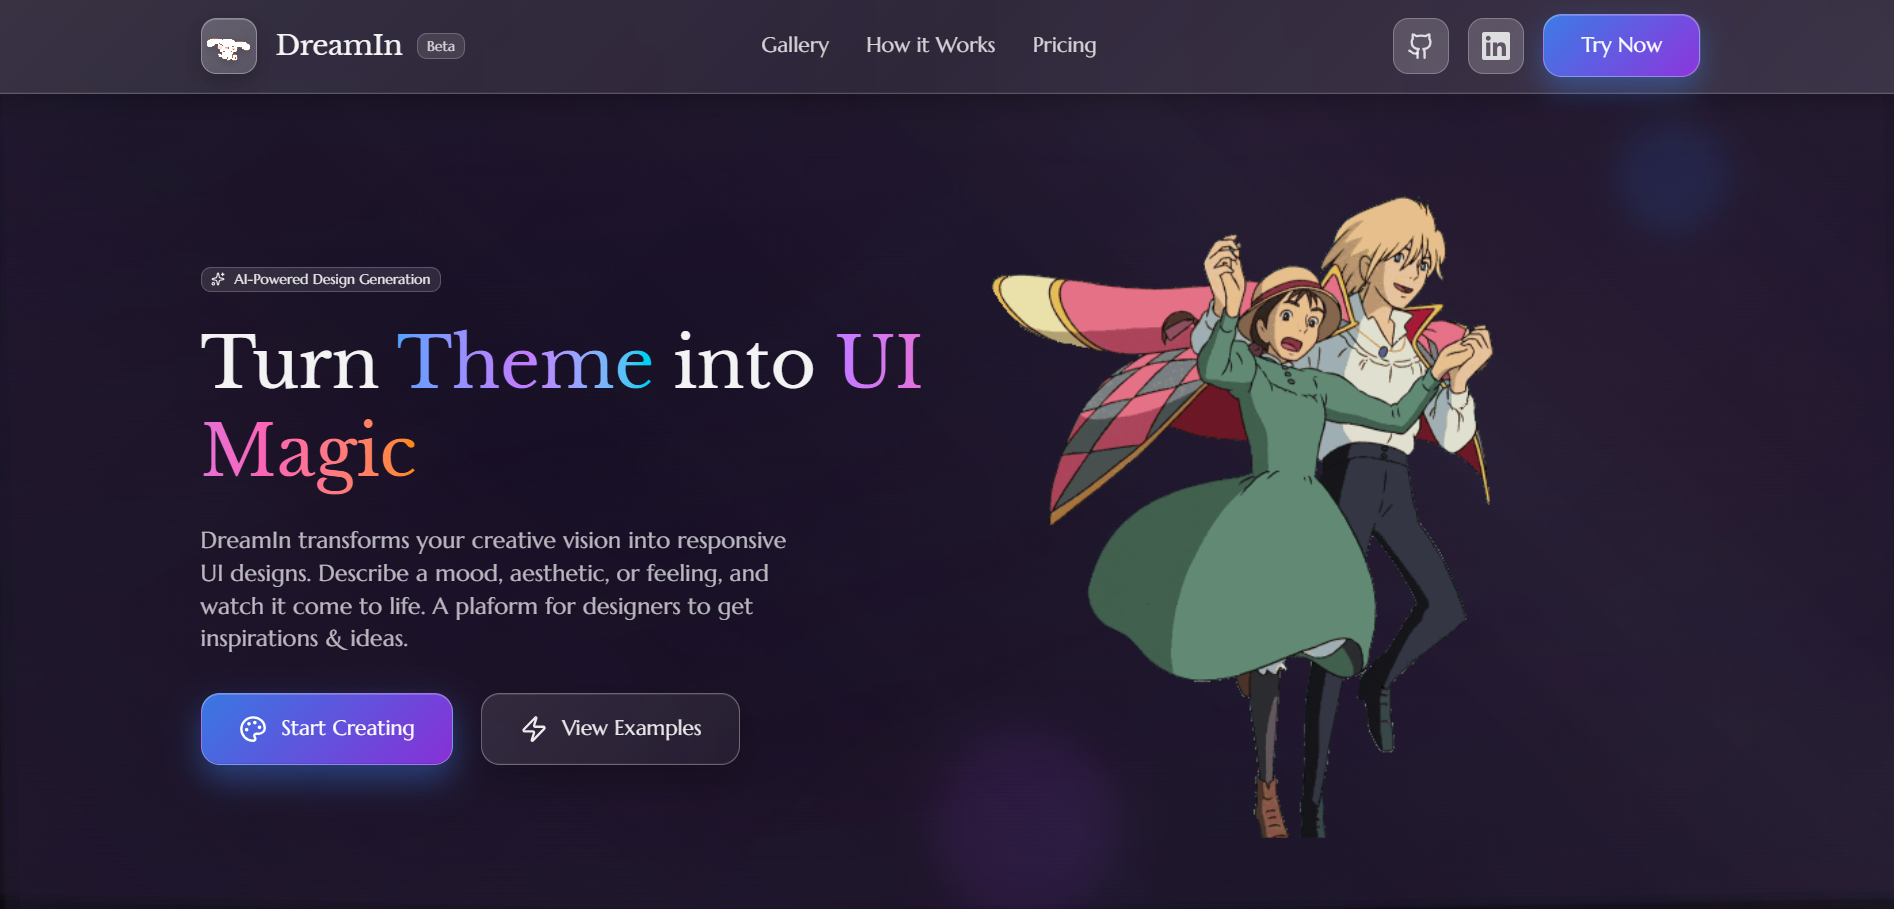 DreamIn Beta Gallery How it Works Pricing Try Now
AI-Powered Design Generation
Turn Theme into UI
Magic
DreamIn transforms your creative vision into responsive
UI designs. Describe a mood, aesthetic, or feeling, and
watch it come to life. A plaform for designers to get
inspirations & ideas.
Start Creating View Examples